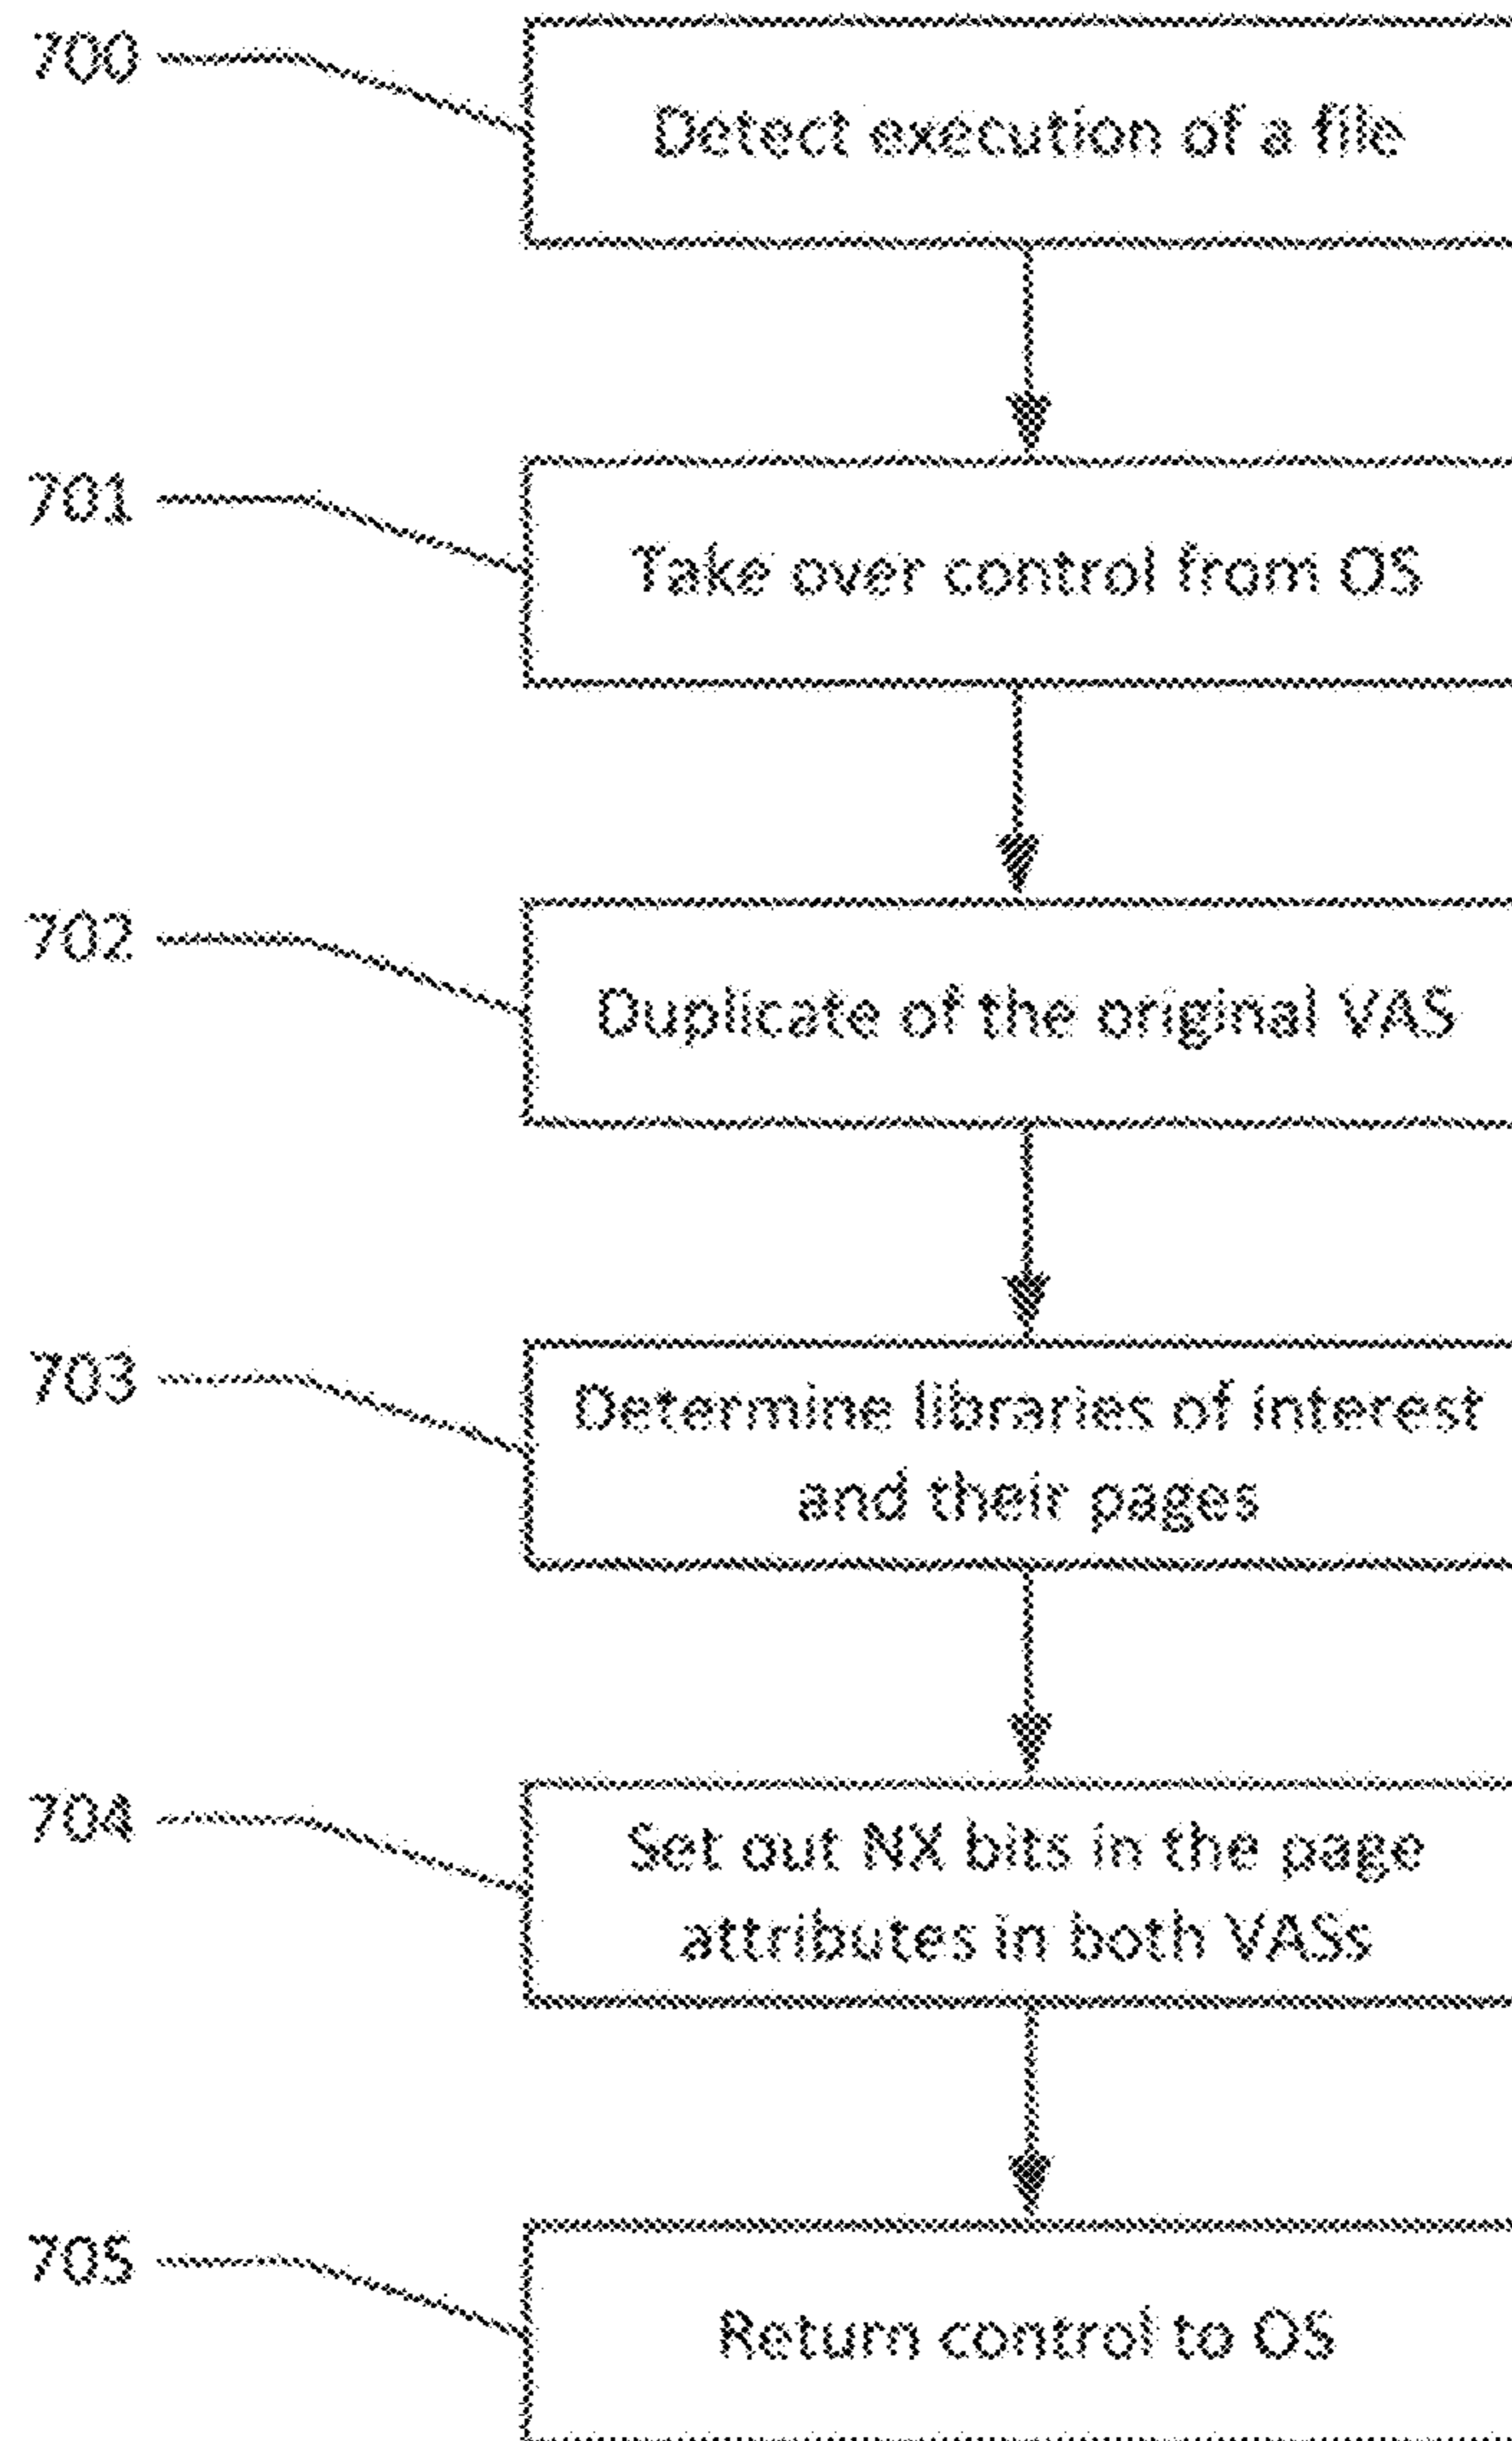 700
Detect execution of a file
701
Take over control from OS
702
Duplicate of the original VAS
703
Determine libraries of interest
and their pages
704
Set out NX bits in the page
attributes in both VASs
705
Return control to OS